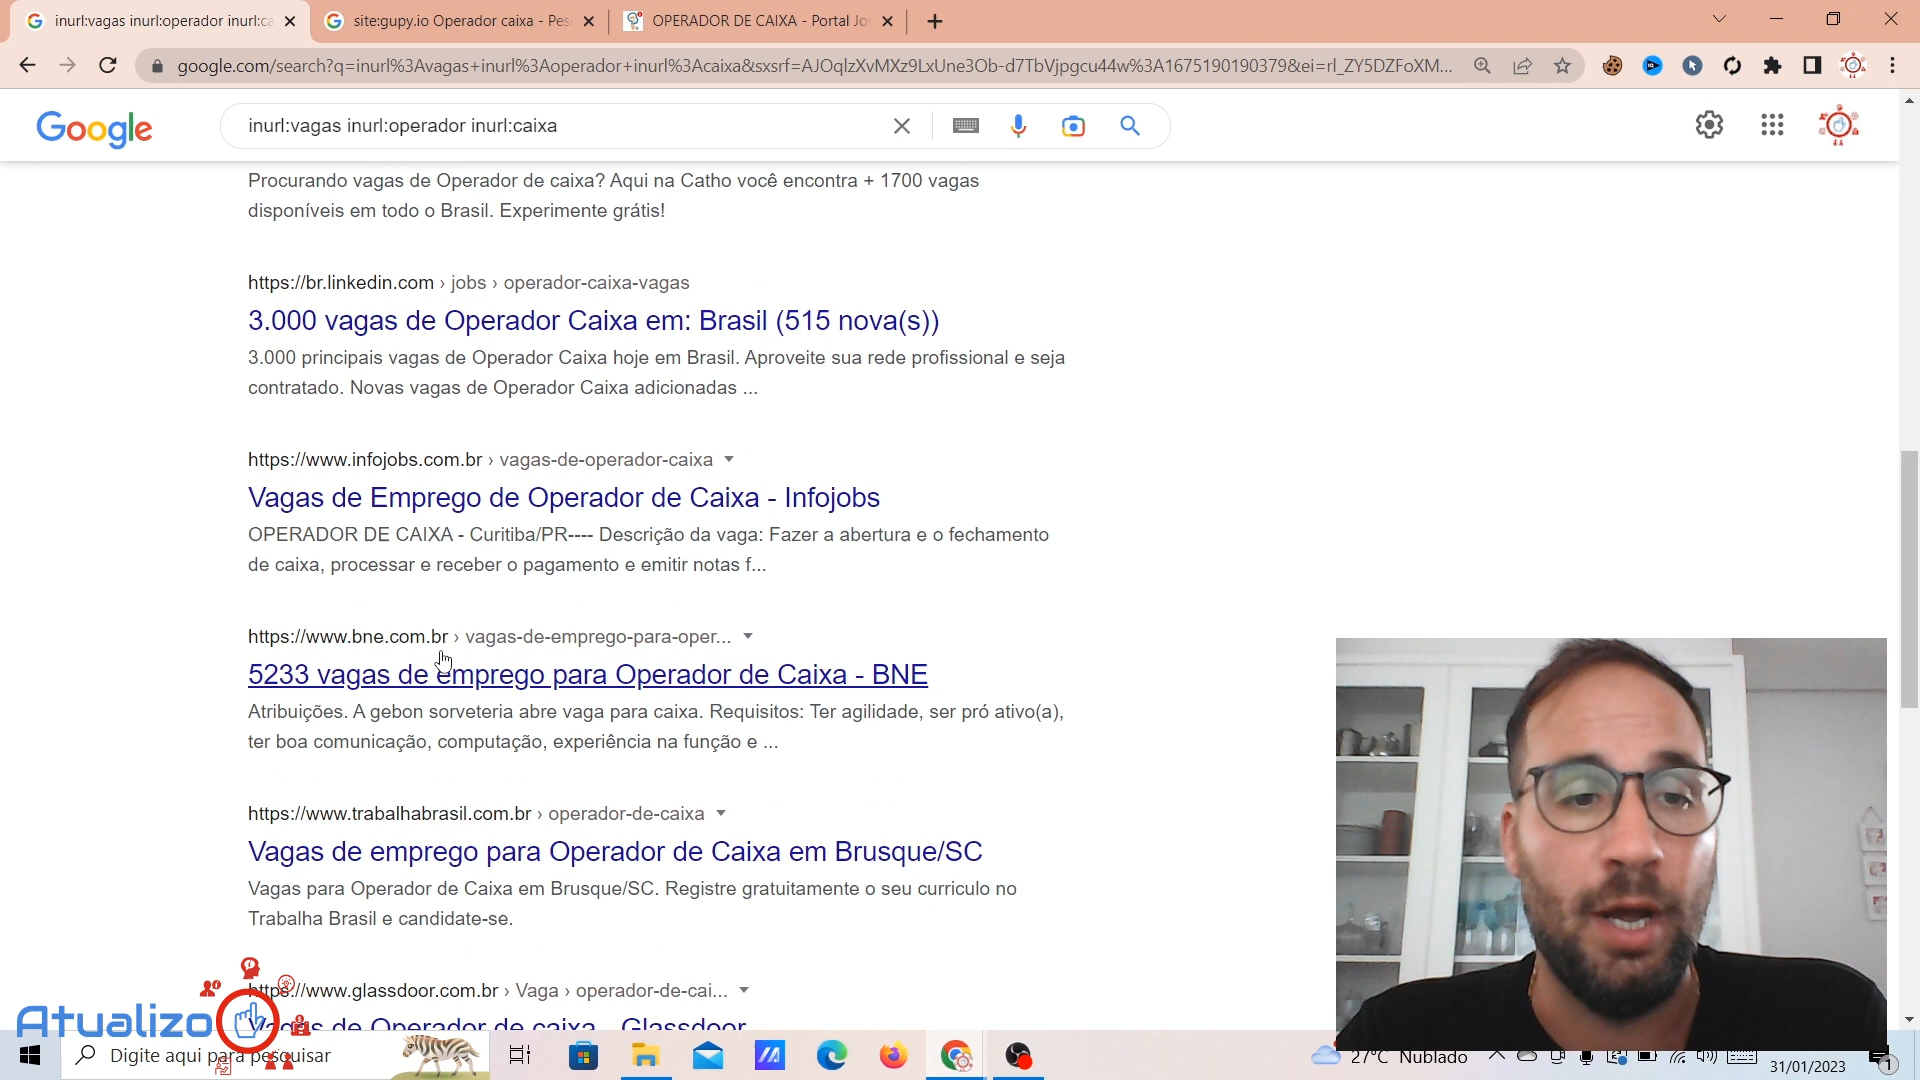 inurl:vagas inurl:operador inurl:ca
site:gupy.io Operador caixa - Pes
OPERADOR DE CAIXA - Portal Jo
google.com/search?q=inurl%3Avagas+inurl%3Aoperador+inurl%3Acaixa&sxsrf=AJOqlzXvMXz9LxUne3Ob-d7TbVjpgcu44w%3A1675190190379&ei=rl_ZY5DZFoXM...
Google
inurl:vagas inurl:operador inurl:caixa
Procurando vagas de Operador de caixa? Aqui na Catho você encontra + 1700 vagas
disponíveis em todo o Brasil. Experimente grátis!
https://br.linkedin.com › jobs › operador-caixa-vagas
3.000 vagas de Operador Caixa em: Brasil (515 nova(s))
3.000 principais vagas de Operador Caixa hoje em Brasil. Aproveite sua rede profissional e seja
contratado. Novas vagas de Operador Caixa adicionadas ...
https://www.infojobs.com.br › vagas-de-operador-caixa
Vagas de Emprego de Operador de Caixa - Infojobs
OPERADOR DE CAIXA - Curitiba/PR---- Descrição da vaga: Fazer a abertura e o fechamento
de caixa, processar e receber o pagamento e emitir notas f...
https://www.bne.com.br › vagas-de-emprego-para-oper...
5233 vagas de emprego para Operador de Caixa - BNE
Atribuições. A gebon sorveteria abre vaga para caixa. Requisitos: Ter agilidade, ser pró ativo(a),
ter boa comunicação, computação, experiência na função e ...
https://www.trabalhabrasil.com.br › operador-de-caixa
Vagas de emprego para Operador de Caixa em Brusque/SC
Vagas para Operador de Caixa em Brusque/SC. Registre gratuitamente o seu curriculo no
Trabalha Brasil e candidate-se.
https://www.glassdoor.com.br › Vaga › operador-de-cai...
Vagas de Operador de caixa - Glassdoor
Atualizo
Digite aqui para pesquisar
27°C Nublado
31/01/2023
1